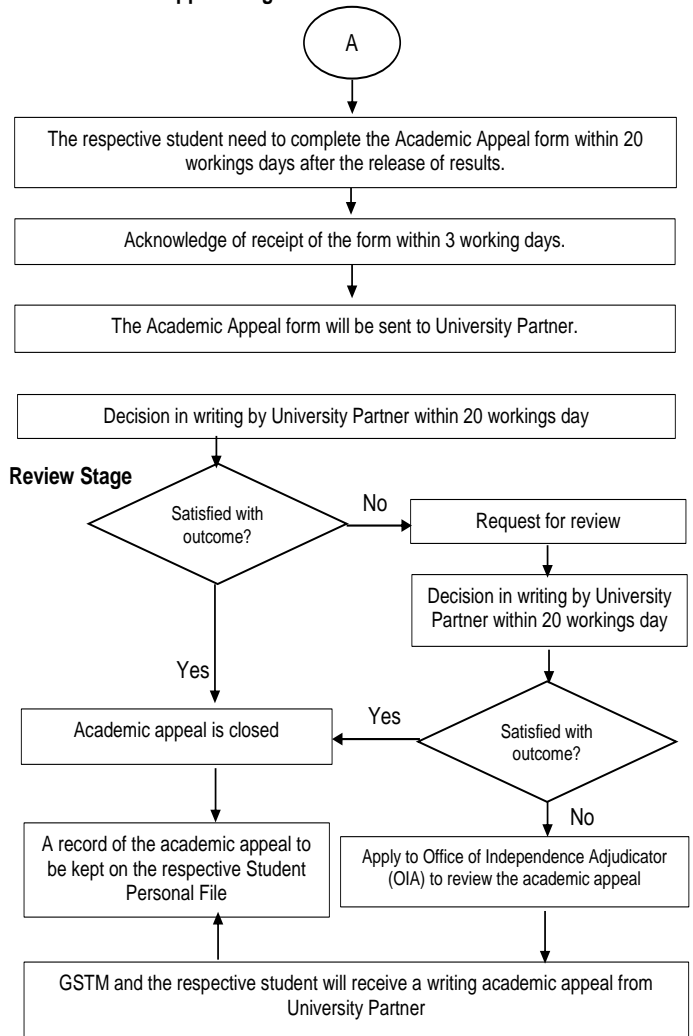 A
The respective student need to complete the Academic Appeal form within 20
workings days after the release of results.
Acknowledge of receipt of the form within 3 working days.
The Academic Appeal form will be sent to University Partner.
Decision in writing by University Partner within 20 workings day
Review Stage
Satisfied with
outcome?
No
Request for review
Decision in writing by University
Partner within 20 workings day
Yes
Academic appeal is closed
Yes
Satisfied with
outcome?
No
A record of the academic appeal to
be kept on the respective Student
Personal File
Apply to Office of Independence Adjudicator
(OIA) to review the academic appeal
GSTM and the respective student will receive a writing academic appeal from
University Partner